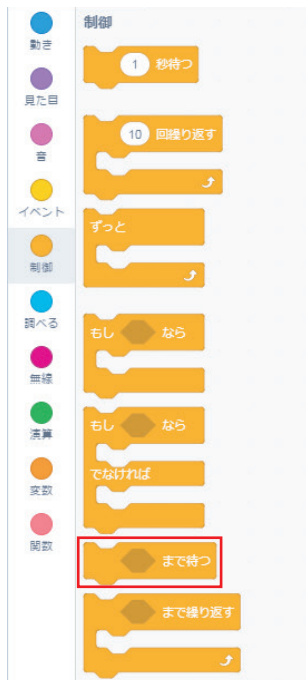 動き
見た目
音
イベント
制御
調べる
無線
演算
変数
関数
制御
1 秒待つ
10 回繰り返す
ずっと
もし なら
もし なら
でなければ
まで待つ
まで繰り返す